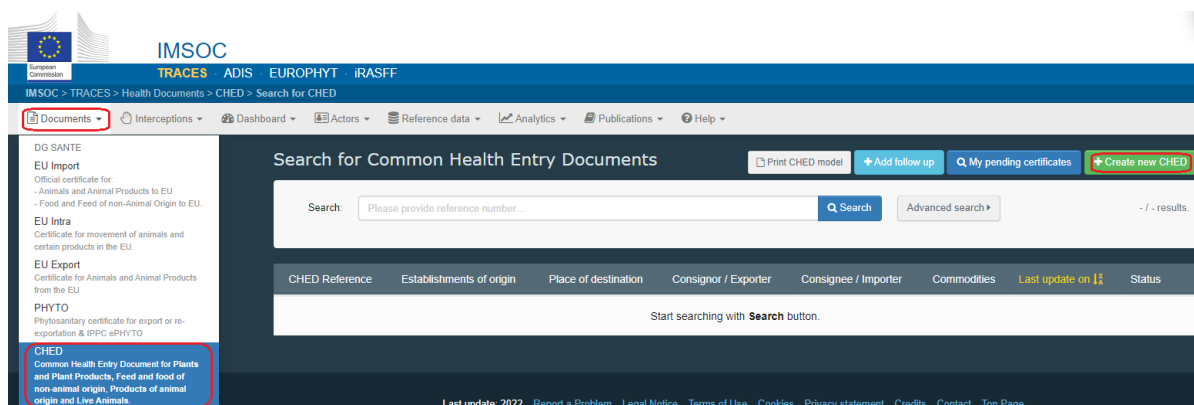 European
Commission
IMSOC
TRACES · ADIS · EUROPHYT · iRASFF
IMSOC > TRACES > Health Documents > CHED > Search for CHED
Documents Interceptions Dashboard Actors Reference data Analytics Publications Help
DG SANTE
EU Import
Official certificate for:
- Animals and Animal Products to EU
- Food and Feed of non-Animal Origin to EU.
EU Intra
Certificate for movement of animals and
certain products in the EU.
EU Export
Certificate for Animals and Animal Products
from the EU
PHYTO
Phytosanitary certificate for export or re-
exportation & IPPC ePHYTO
CHED
Common Health Entry Document for Plants
and Plant Products, Feed and food of
non-animal origin, Products of animal
origin and Live Animals.
Search for Common Health Entry Documents
Print CHED model + Add follow up My pending certificates + Create new CHED
Search: Please provide reference number... Search Advanced search - / - results.
CHED Reference Establishments of origin Place of destination Consignor / Exporter Consignee / Importer Commodities Last update on Status
Start searching with Search button.
Last update: 2022 Report a Problem Legal Notice Terms of Use Cookies Privacy statement Credits Contact Top Page